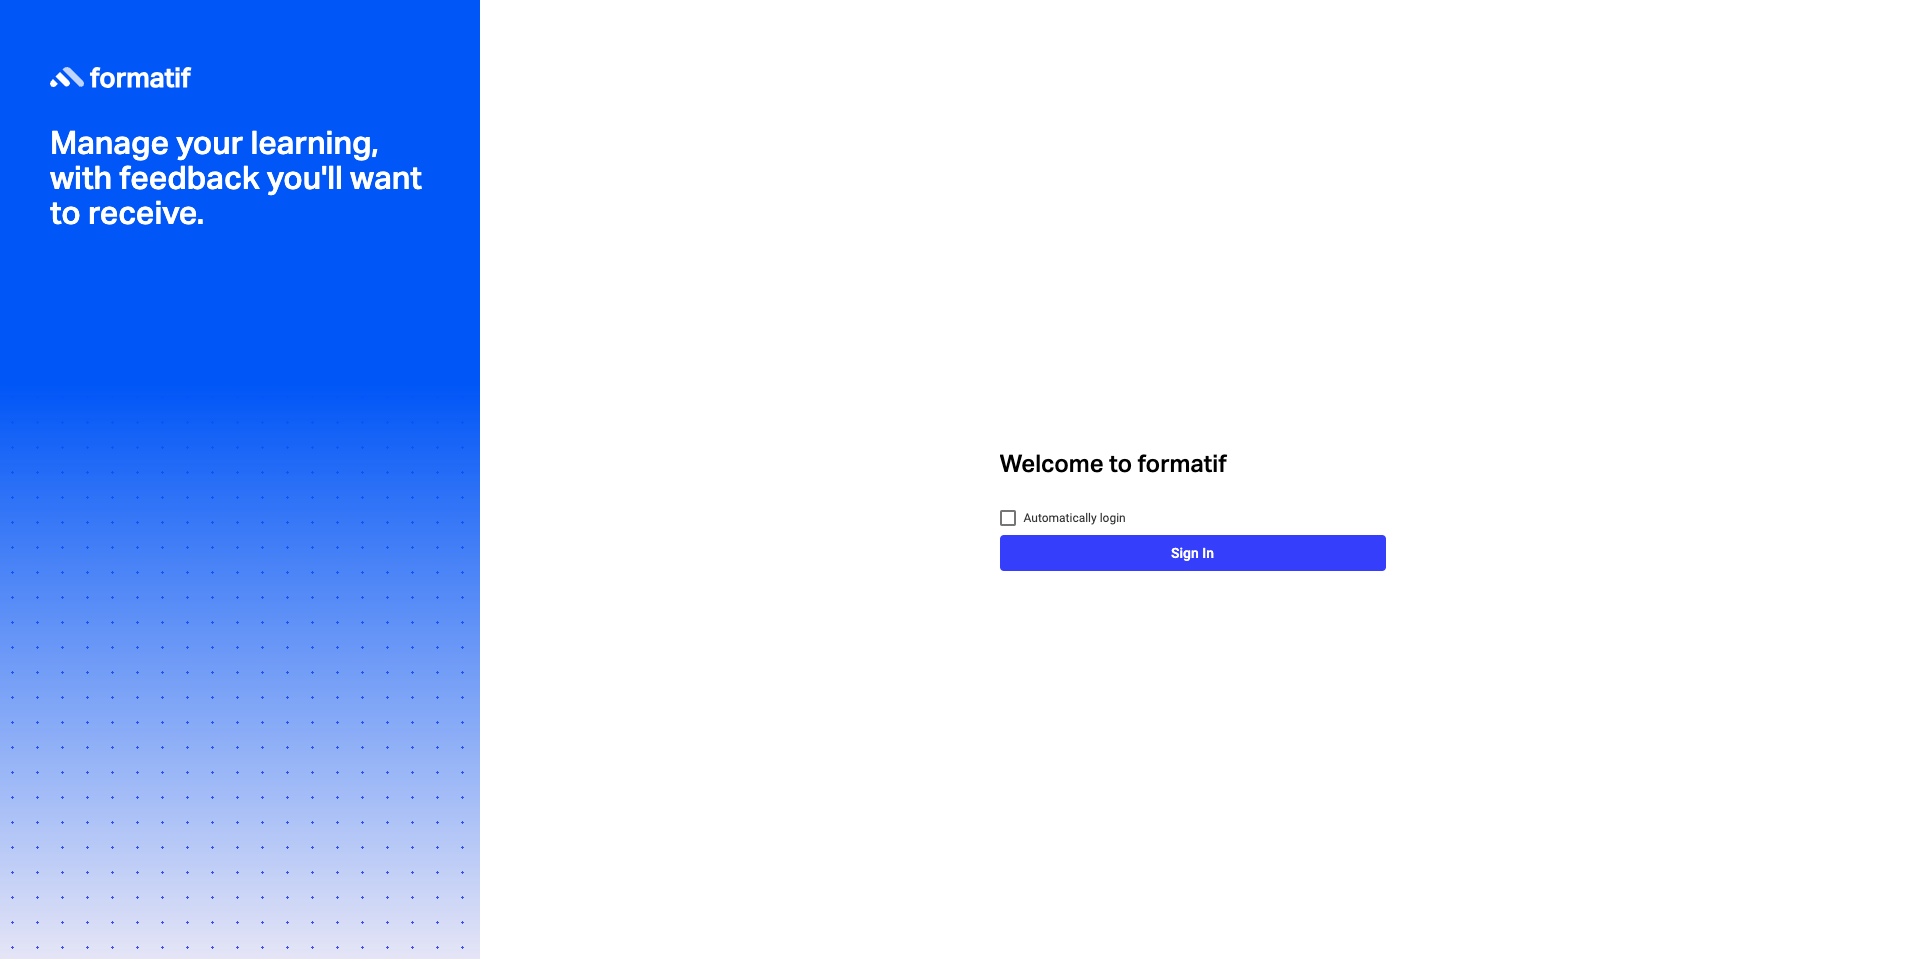 formatif
Manage your learning,
with feedback you'll want
to receive.
Welcome to formatif
Automatically login
Sign In